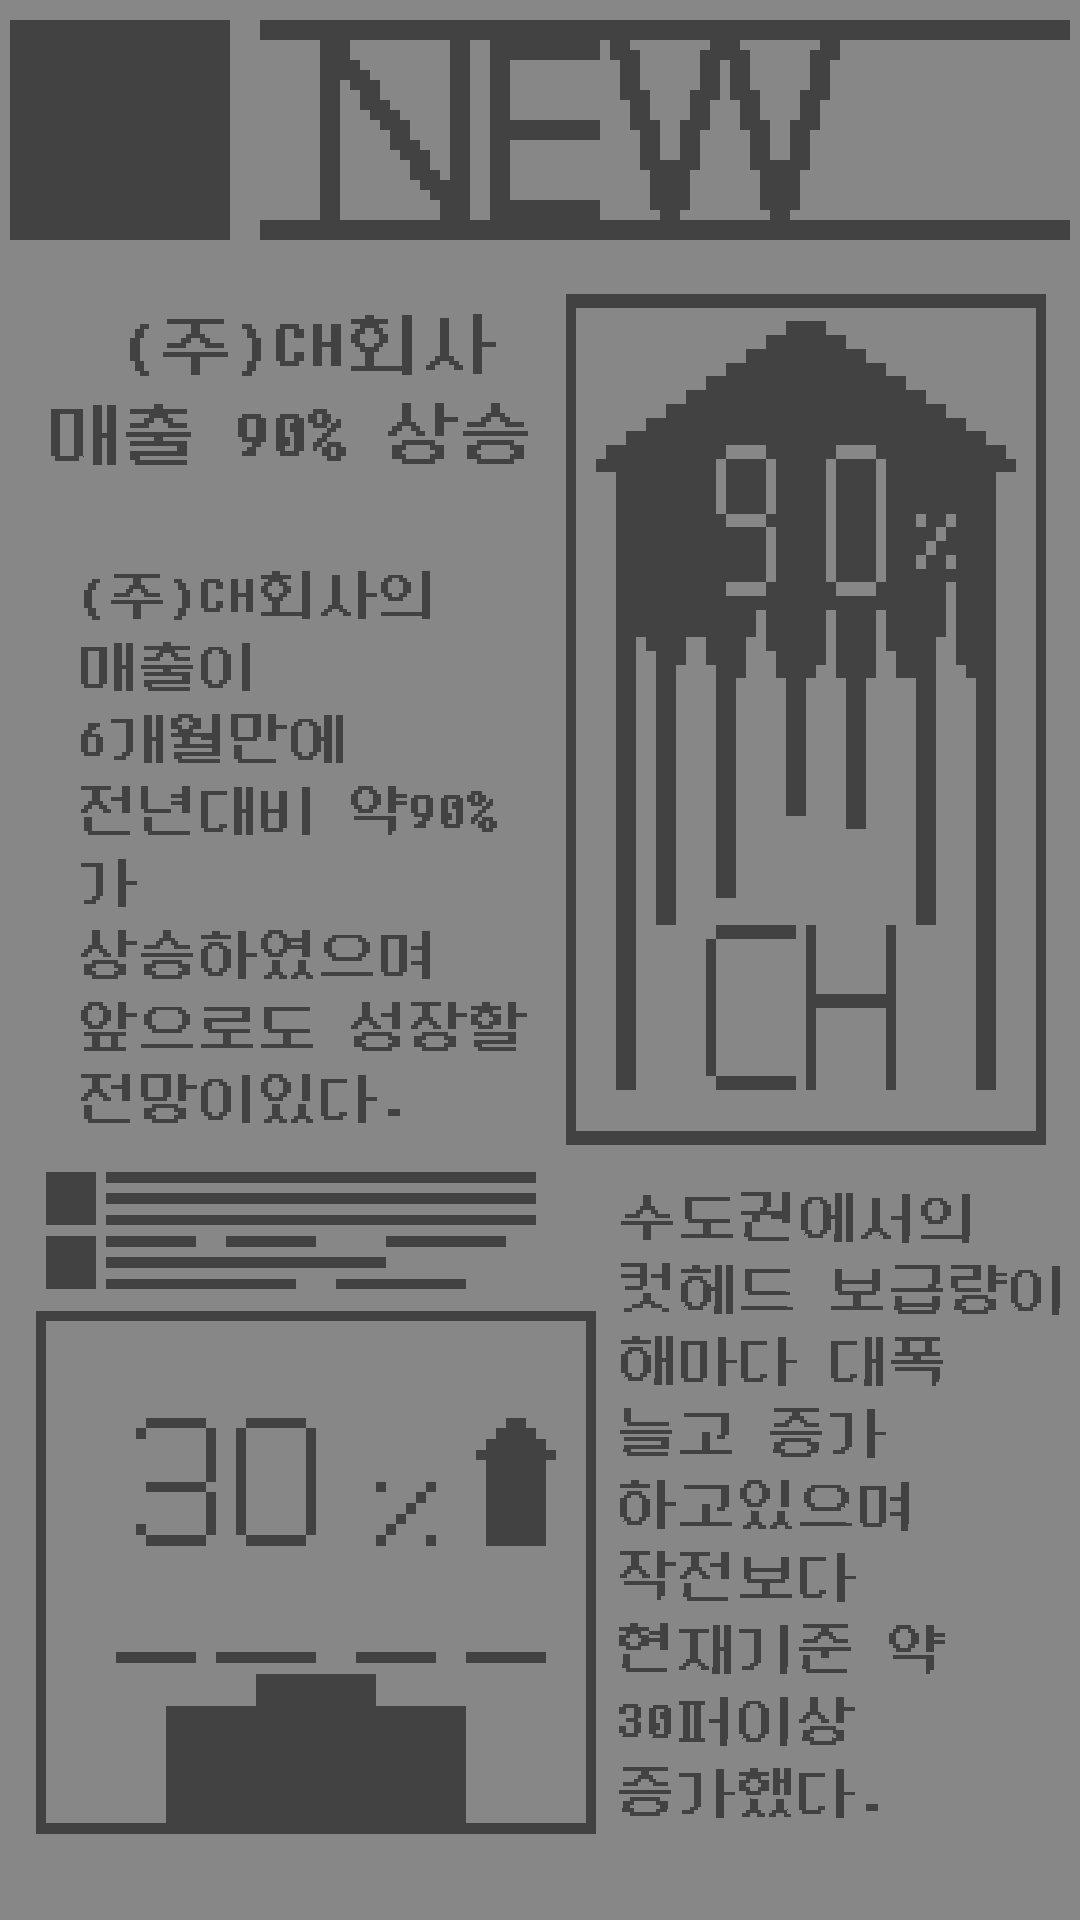 NEW
(주)CH회사
매출 90% 상승
(주)CH회사의
매출이
6개월만에
전년대비 약90%
가
상승하였으며
앞으로도 성장할
전망이있다.
90%
CH
수도권에서의
컷헤드 보급량이
해마다 대폭
늘고 증가
하고있으며
작전보다
현재기준 약
30퍼이상
증가했다.
30 %